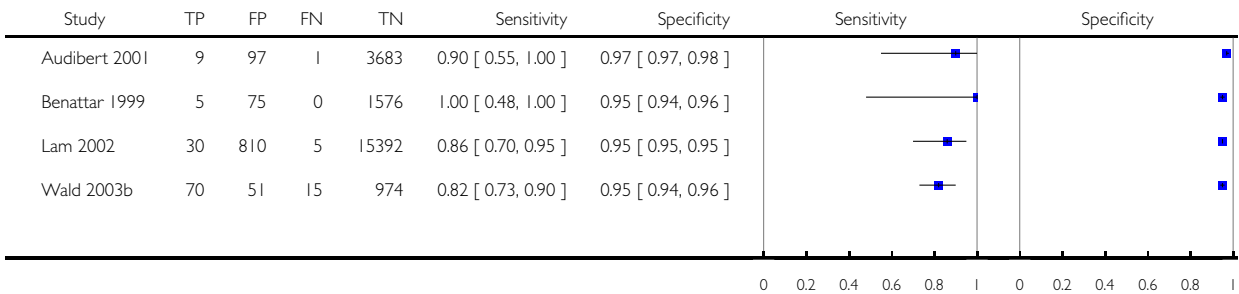 Study TP FP FN TN Sensitivity Specificity Sensitivity Specificity
Audibert 2001 9 97 1 3683 0.90 [ 0.55, 1.00 ] 0.97 [ 0.97, 0.98 ]
Benattar 1999 5 75 0 1576 1.00 [ 0.48, 1.00 ] 0.95 [ 0.94, 0.96 ]
Lam 2002 30 810 5 15392 0.86 [ 0.70, 0.95 ] 0.95 [ 0.95, 0.95 ]
Wald 2003b 70 51 15 974 0.82 [ 0.73, 0.90 ] 0.95 [ 0.94, 0.96 ]
0 0.2 0.4 0.6 0.8 1 0 0.2 0.4 0.6 0.8 1